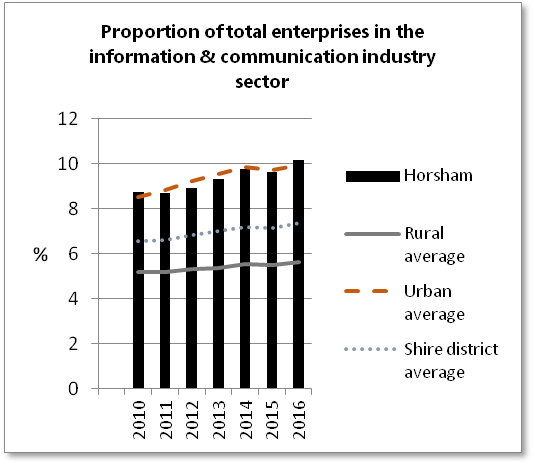 Proportion of total enterprises in the
information & communication industry
sector
12
10
8
6
4
2
0
%
2010
2011
2012
2013
2014
2015
2016
Horsham
Rural
average
Urban
average
Shire district
average